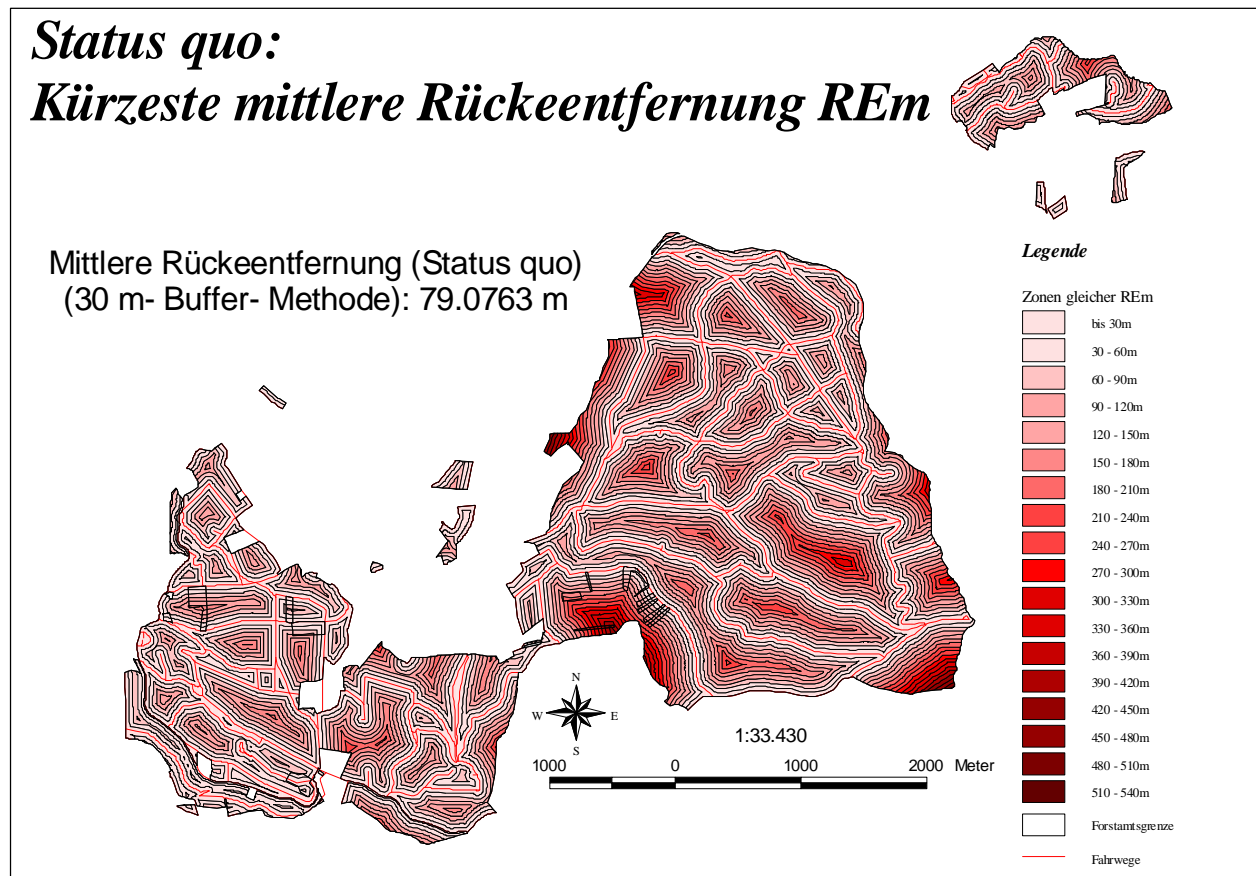 Status quo:
Kürzeste mittlere Rückeentfernung REm
Mittlere Rückeentfernung (Status quo)
(30 m- Buffer- Methode): 79.0763 m
Legende
Zonen gleicher REm
bis 30m
30 - 60m
60 - 90m
90 - 120m
120 - 150m
150 - 180m
180 - 210m
210 - 240m
240 - 270m
270 - 300m
300 - 330m
330 - 360m
360 - 390m
390 - 420m
420 - 450m
450 - 480m
480 - 510m
510 - 540m
Forstamtsgrenze
Fahrwege
N
W E
S
1:33.430
1000 0 1000 2000 Meter